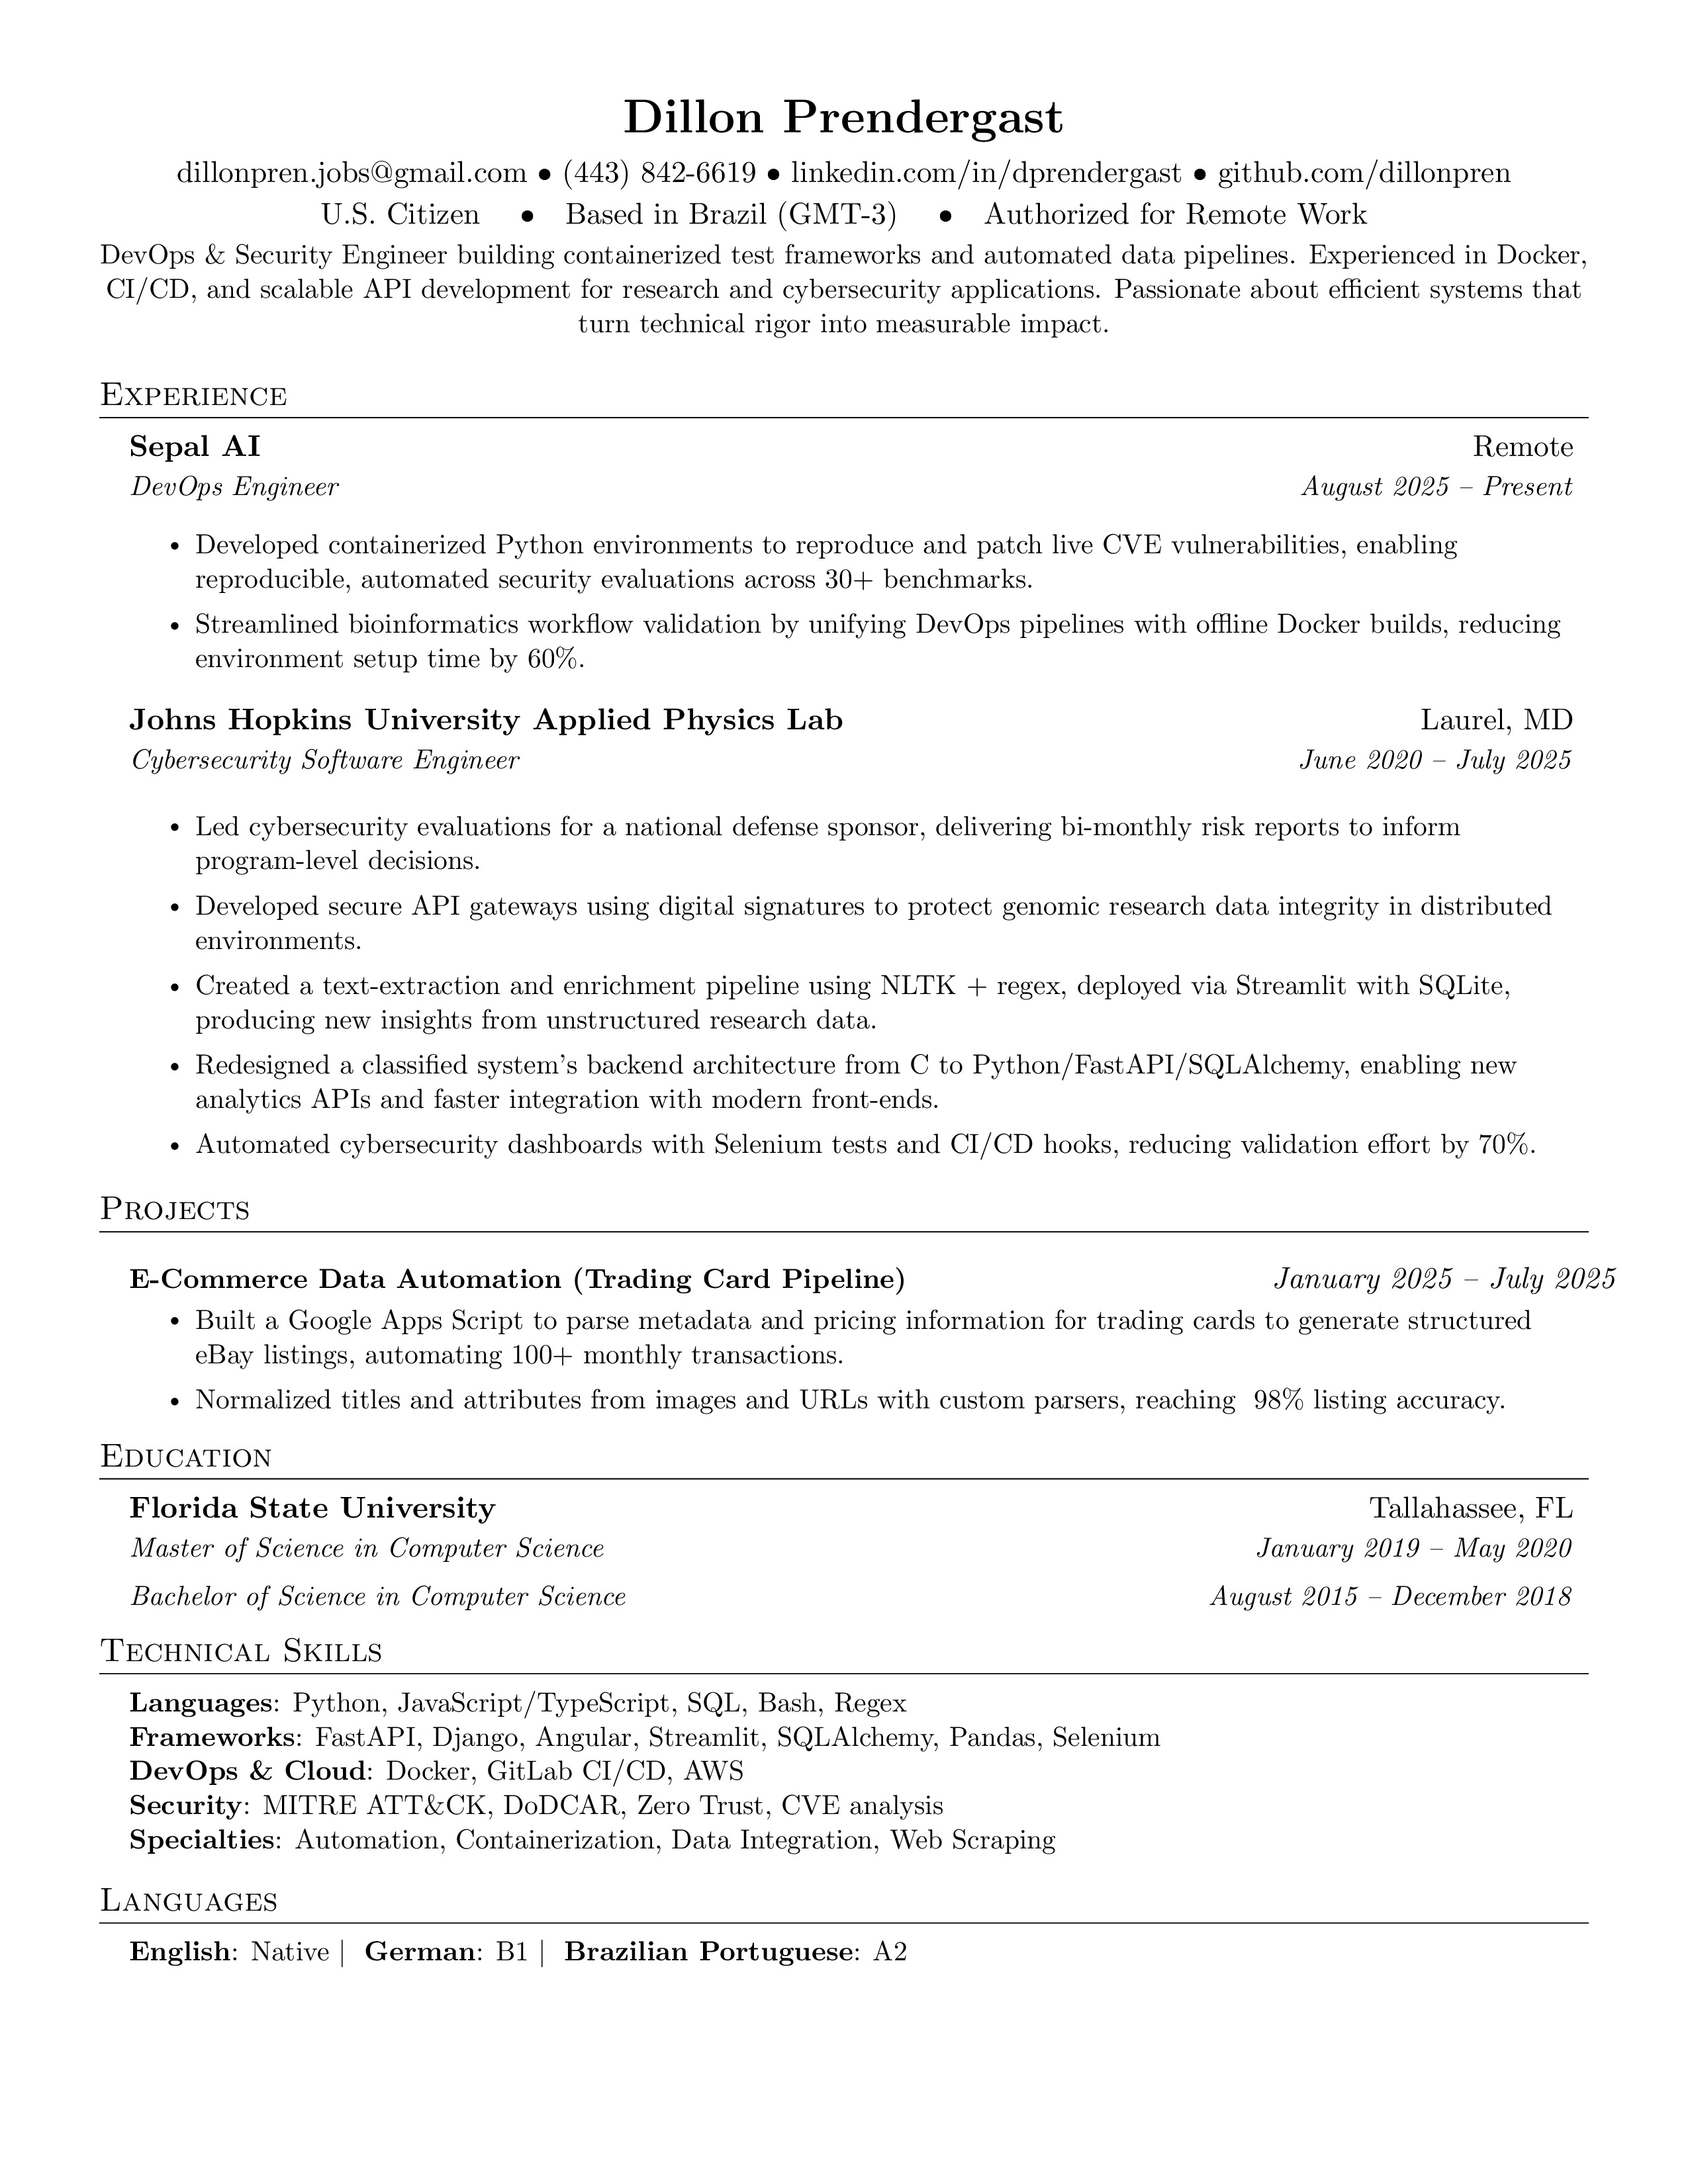 Dillon Prendergast
dillonpren.jobs@gmail.com • (443) 842-6619 • linkedin.com/in/dprendergast • github.com/dillonpren
U.S. Citizen • Based in Brazil (GMT-3) • Authorized for Remote Work
DevOps & Security Engineer building containerized test frameworks and automated data pipelines. Experienced in Docker,
CI/CD, and scalable API development for research and cybersecurity applications. Passionate about efficient systems that
turn technical rigor into measurable impact.
Experience
Sepal AI Remote
DevOps Engineer August 2025 – Present
• Developed containerized Python environments to reproduce and patch live CVE vulnerabilities, enabling
reproducible, automated security evaluations across 30+ benchmarks.
• Streamlined bioinformatics workflow validation by unifying DevOps pipelines with offline Docker builds, reducing
environment setup time by 60%.
Johns Hopkins University Applied Physics Lab Laurel, MD
Cybersecurity Software Engineer June 2020 – July 2025
• Led cybersecurity evaluations for a national defense sponsor, delivering bi-monthly risk reports to inform
program-level decisions.
• Developed secure API gateways using digital signatures to protect genomic research data integrity in distributed
environments.
• Created a text-extraction and enrichment pipeline using NLTK + regex, deployed via Streamlit with SQLite,
producing new insights from unstructured research data.
• Redesigned a classified system's backend architecture from C to Python/FastAPI/SQLAlchemy, enabling new
analytics APIs and faster integration with modern front-ends.
• Automated cybersecurity dashboards with Selenium tests and CI/CD hooks, reducing validation effort by 70%.
Projects
E-Commerce Data Automation (Trading Card Pipeline) January 2025 – July 2025
• Built a Google Apps Script to parse metadata and pricing information for trading cards to generate structured
eBay listings, automating 100+ monthly transactions.
• Normalized titles and attributes from images and URLs with custom parsers, reaching 98% listing accuracy.
Education
Florida State University Tallahassee, FL
Master of Science in Computer Science January 2019 – May 2020
Bachelor of Science in Computer Science August 2015 – December 2018
Technical Skills
Languages: Python, JavaScript/TypeScript, SQL, Bash, Regex
Frameworks: FastAPI, Django, Angular, Streamlit, SQLAlchemy, Pandas, Selenium
DevOps & Cloud: Docker, GitLab CI/CD, AWS
Security: MITRE ATT&CK, DoDCAR, Zero Trust, CVE analysis
Specialties: Automation, Containerization, Data Integration, Web Scraping
Languages
English: Native | German: B1 | Brazilian Portuguese: A2